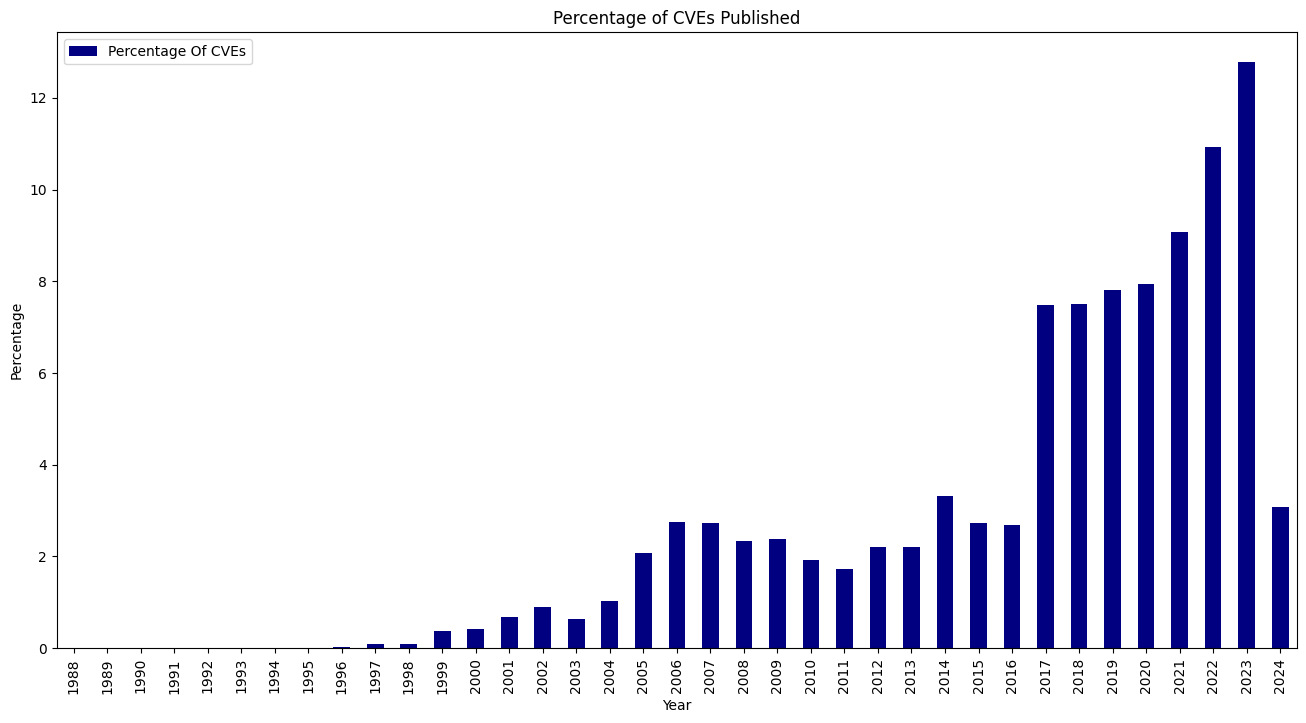 Percentage of CVEs Published
Percentage Of CVEs
12
10
8
6
4
2
0
Percentage
1988 1989 1990 1991 1992 1993 1994 1995 1996 1997 1998 1999 2000 2001 2002 2003 2004 2005 2006 2007 2008 2009 2010 2011 2012 2013 2014 2015 2016 2017 2018 2019 2020 2021 2022 2023 2024
Year